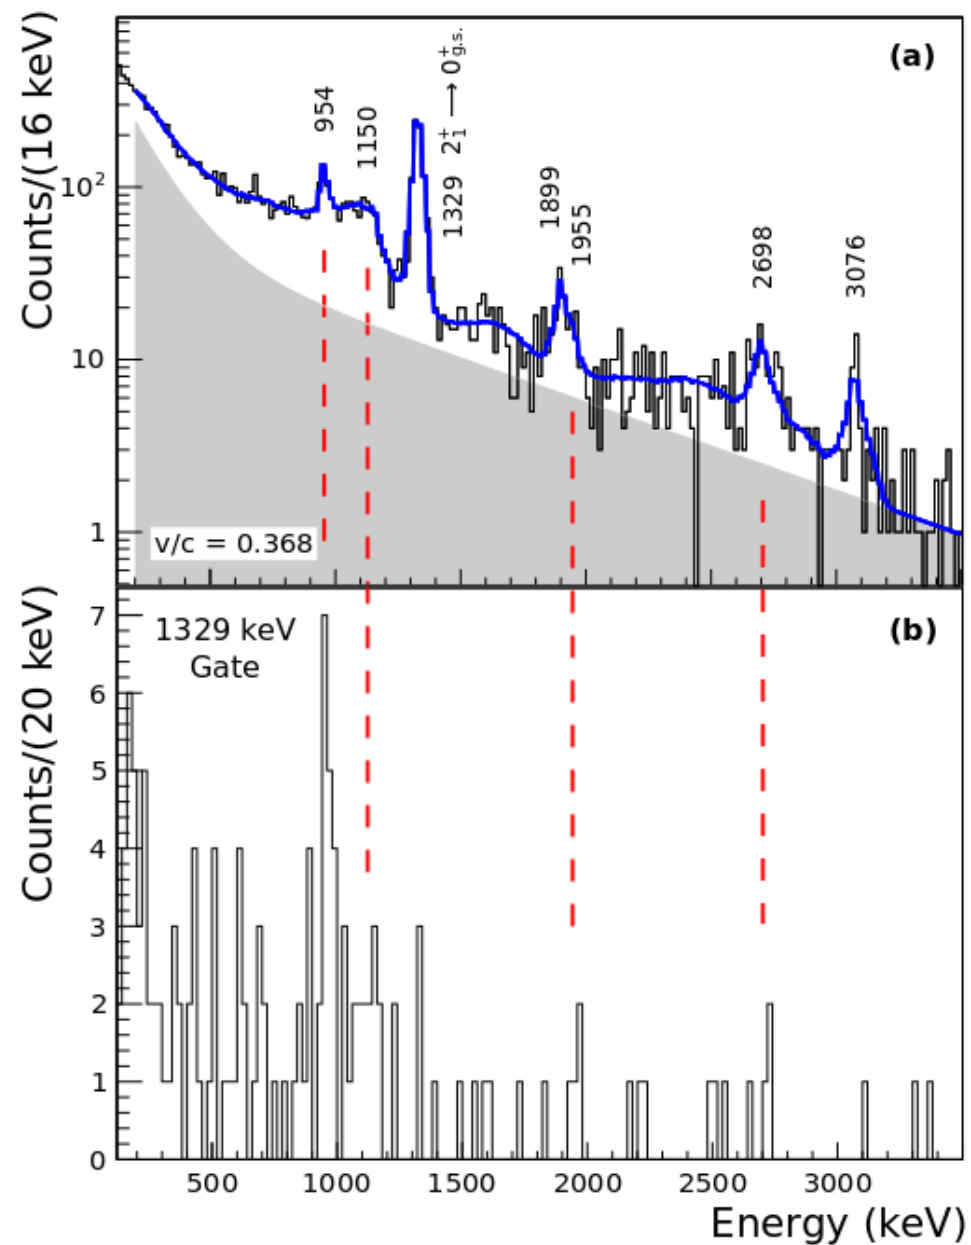 Counts/(16 keV)
(a)
954
1150
1329 2₁⁺ → 0⁺g.s.
1899
1955
2698
3076
10²
10
1
v/c = 0.368
Counts/(20 keV)
1329 keV
Gate
(b)
7
6
5
4
3
2
1
0
500 1000 1500 2000 2500 3000
Energy (keV)